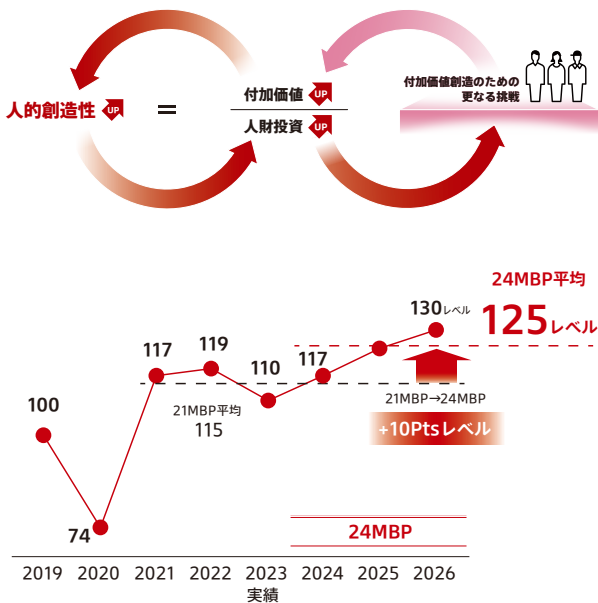 人的創造性 UP
=
付加価値 UP
人財投資 UP
付加価値創造のための
更なる挑戦
24MBP平均
125レベル
130レベル
117
119
110
117
100
74
21MBP平均
115
21MBP→24MBP
+10Ptsレベル
24MBP
2019 2020 2021 2022 2023 2024 2025 2026
実績